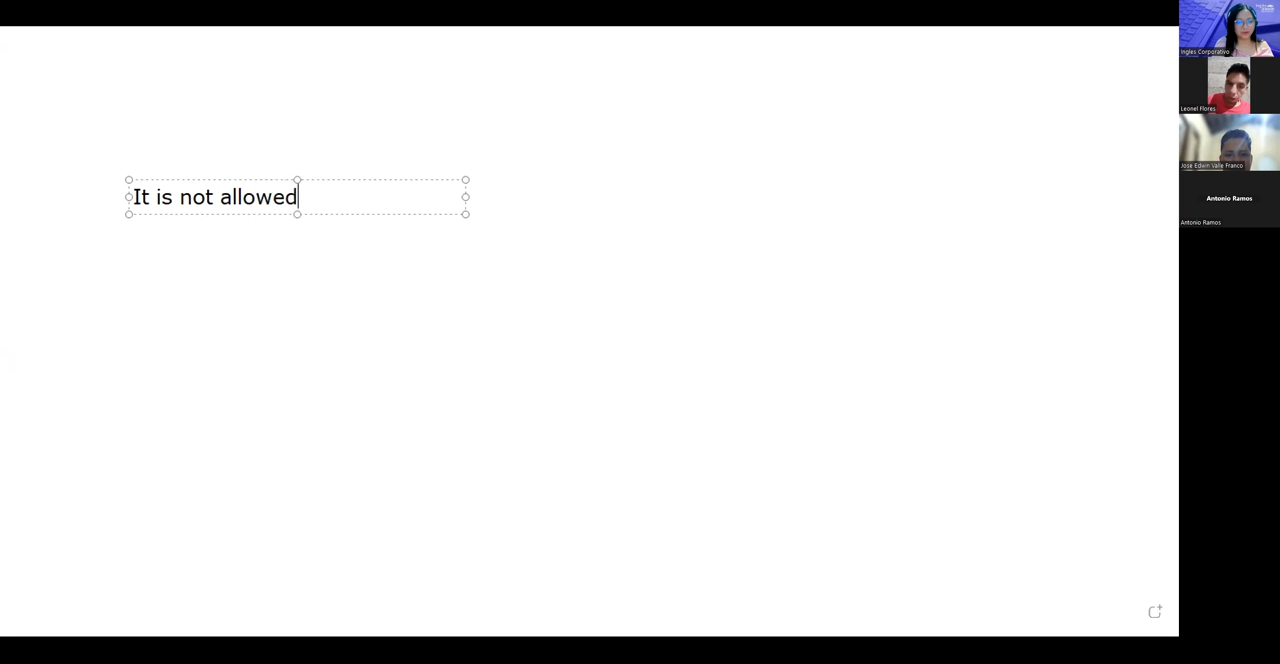 It is not allowed
Ingles Corporativo
Leonel Flores
Jose Edwin Valle Franco
Antonio Ramos
Antonio Ramos